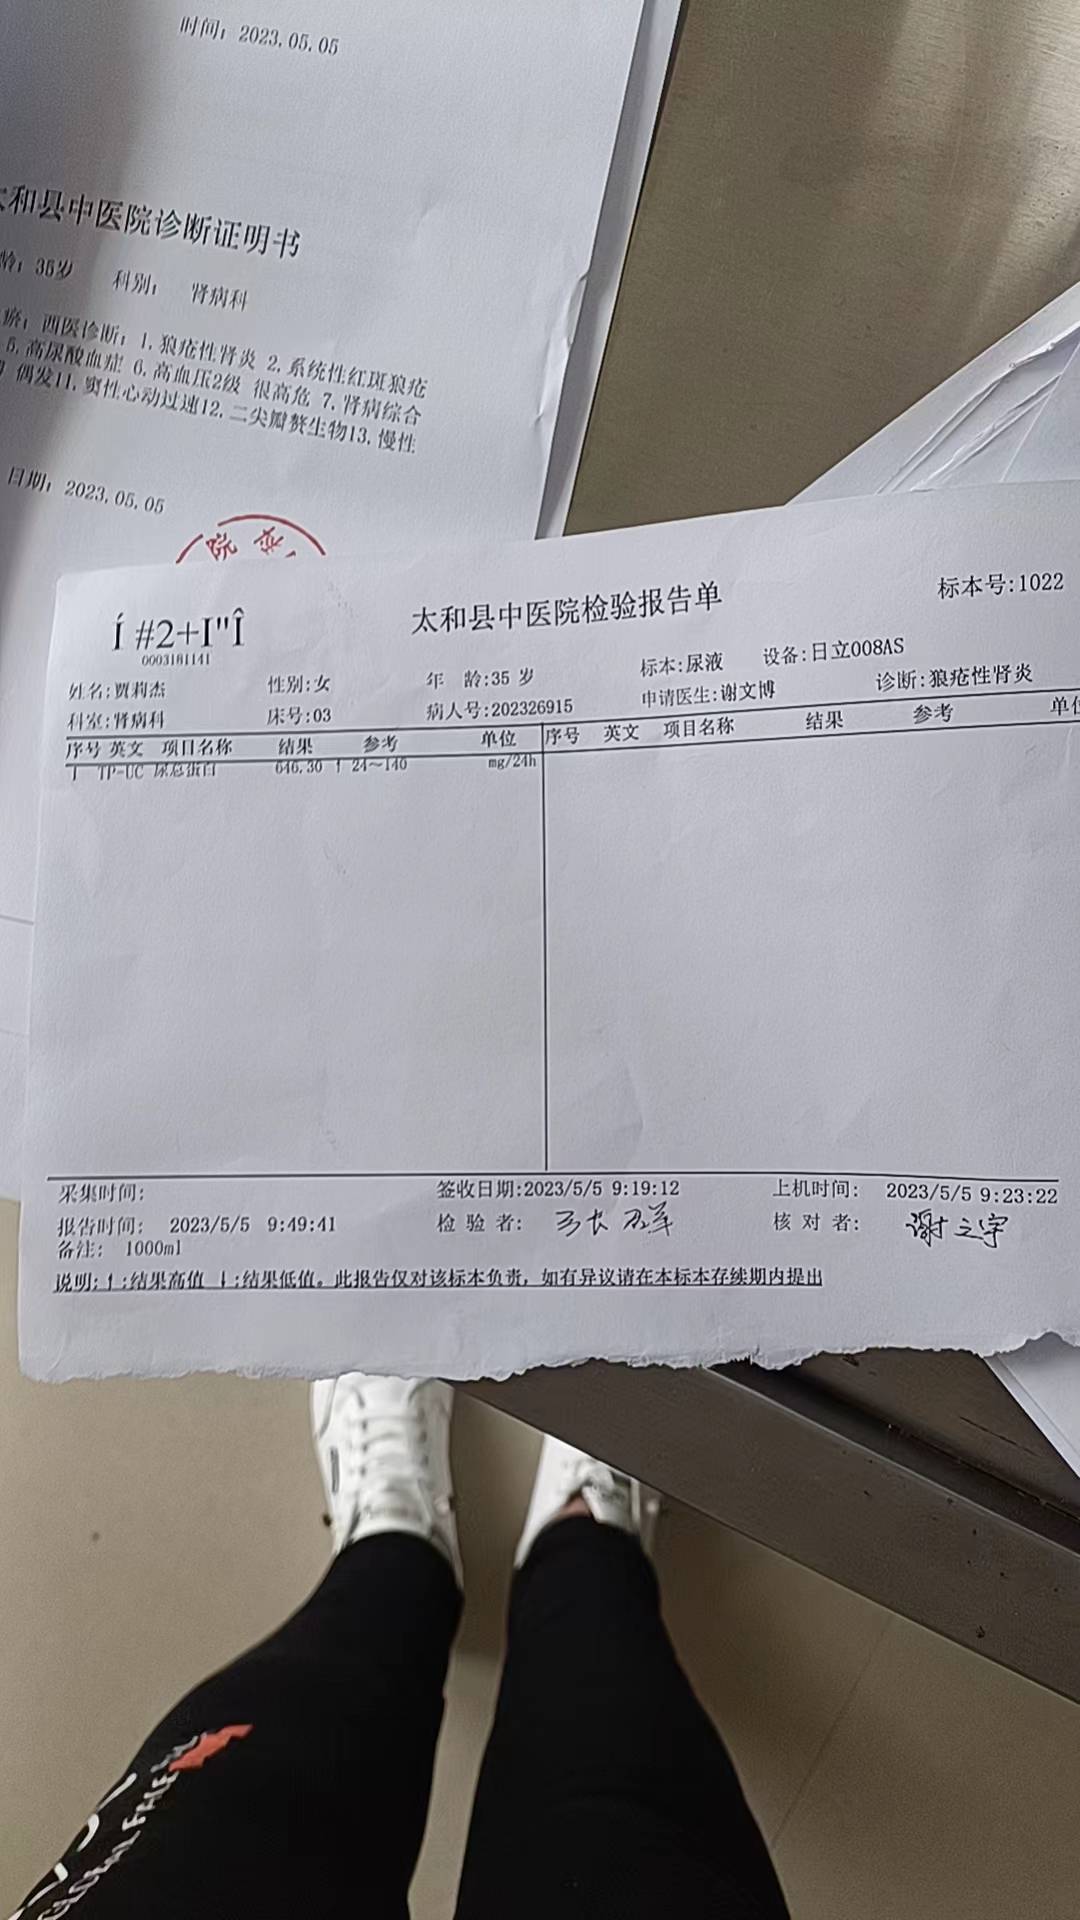 时间：2023.05.05
太和县中医院诊断证明书
龄：35岁 科别： 肾病科
瘀；西医诊断：1.狼疮性肾炎 2.系统性红斑狼疮
5.高尿酸血症 6.高血压2级 很高危 7.肾病综合
偶发11.窦性心动过速12.二尖瓣赘生物13.慢性
日期：2023.05.05
院 疾
Í #2+I"Î
0003181141
太和县中医院检验报告单
标本号:1022
姓名:贾莉杰 性别:女 年 龄:35 岁 标本:尿液 设备:日立008AS
科室:肾病科 床号:03 病人号:202326915 申请医生:谢文博 诊断:狼疮性肾炎
序号 英文 项目名称 结果 参考 单位 序号 英文 项目名称 结果 参考 单位
1 TP-UC 尿总蛋白 646.30 ↑ 24～140 mg/24h
采集时间: 签收日期:2023/5/5 9:19:12 上机时间: 2023/5/5 9:23:22
报告时间: 2023/5/5 9:49:41 检 验 者: 核 对 者:
备注: 1000ml
说明:↑:结果高值 ↓:结果低值。此报告仅对该标本负责，如有异议请在本标本存续期内提出